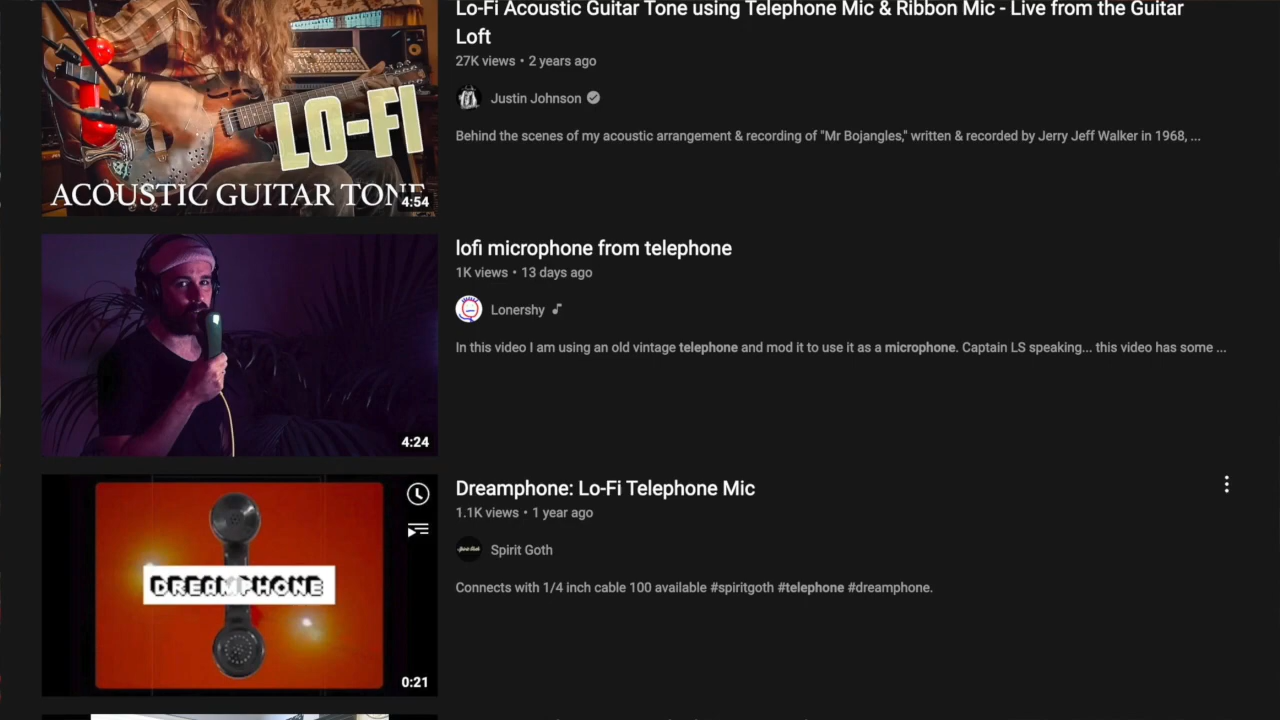 Lo-Fi Acoustic Guitar Tone using Telephone Mic & Ribbon Mic - Live from the Guitar
Loft
27K views • 2 years ago
Justin Johnson
Behind the scenes of my acoustic arrangement & recording of "Mr Bojangles," written & recorded by Jerry Jeff Walker in 1968, ...
LO-FI
ACOUSTIC GUITAR TONE
4:54
lofi microphone from telephone
1K views • 13 days ago
Lonershy
In this video I am using an old vintage telephone and mod it to use it as a microphone. Captain LS speaking... this video has some ...
4:24
Dreamphone: Lo-Fi Telephone Mic
1.1K views • 1 year ago
Spirit Goth
Connects with 1/4 inch cable 100 available #spiritgoth #telephone #dreamphone.
DREAMPHONE
0:21